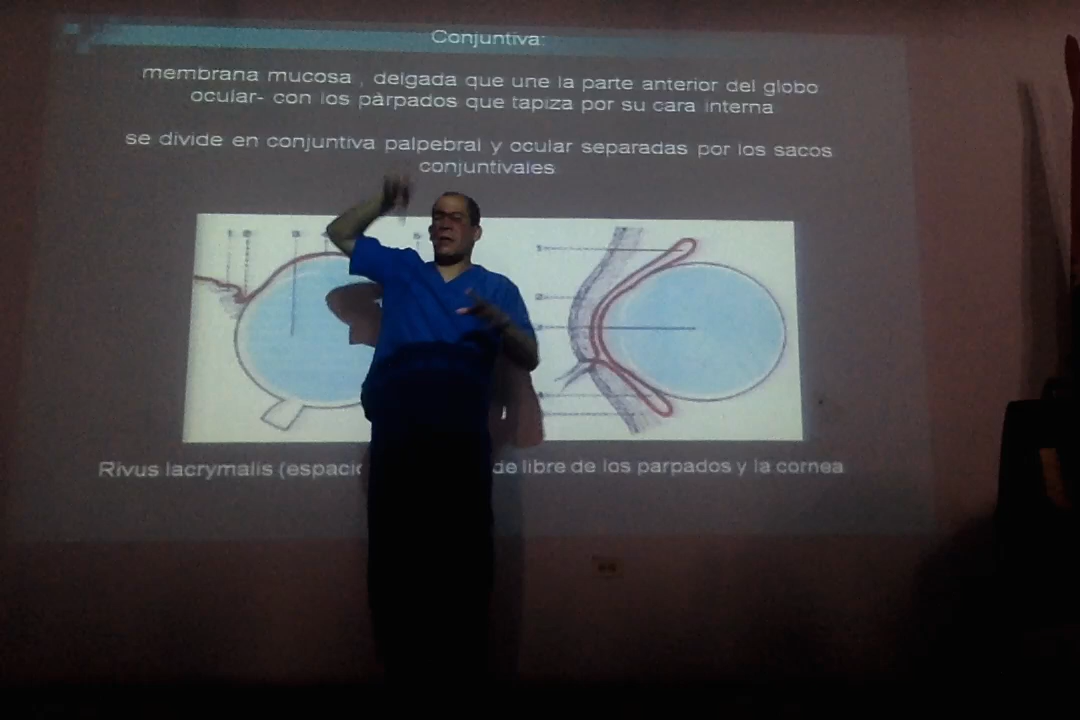 Conjuntiva:
membrana mucosa , delgada que une la parte anterior del globo
ocular- con los pàrpados que tapiza por su cara interna
se divide en conjuntiva palpebral y ocular separadas por los sacos
conjuntivales
Rivus lacrymalis (espacio de libre de los parpados y la cornea